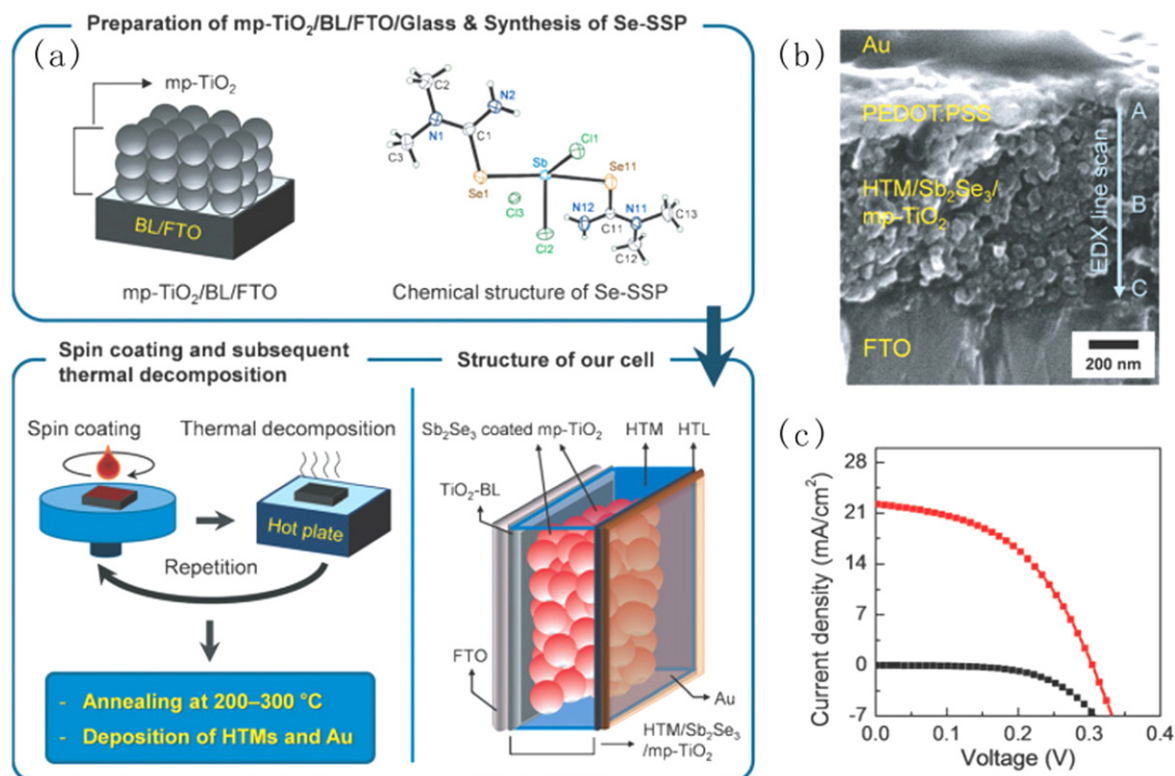 Preparation of mp-TiO₂/BL/FTO/Glass & Synthesis of Se-SSP
(a)
mp-TiO₂
BL/FTO
mp-TiO₂/BL/FTO
C2
N2
N1
C1
C3
Cl1
Sb
Se11
Se1
Cl3
N12
N11
C13
C11
Cl2
C12
Chemical structure of Se-SSP
Spin coating and subsequent
thermal decomposition
Spin coating
Thermal decomposition
Hot plate
Repetition
- Annealing at 200–300 °C
- Deposition of HTMs and Au
Structure of our cell
Sb₂Se₃ coated mp-TiO₂
HTM
HTL
TiO₂-BL
FTO
Au
HTM/Sb₂Se₃
/mp-TiO₂
(b)
Au
PEDOT:PSS
A
HTM/Sb₂Se₃/
mp-TiO₂
B
EDX line scan
C
FTO
200 nm
(c)
Current density (mA/cm²)
28
21
14
7
0
-7
0.0
0.1
0.2
0.3
0.4
Voltage (V)